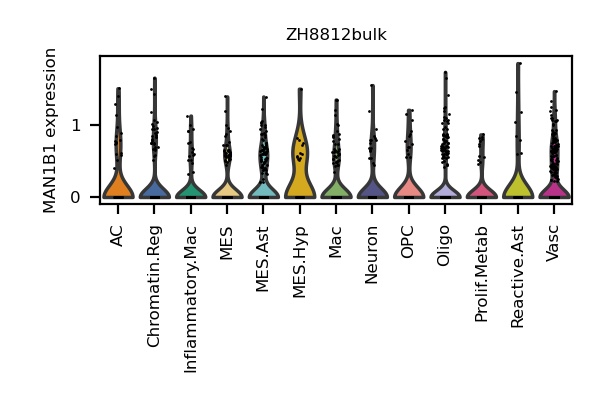 ZH8812bulk
MAN1B1 expression
1
0
AC
Chromatin.Reg
Inflammatory.Mac
MES
MES.Ast
MES.Hyp
Mac
Neuron
OPC
Oligo
Prolif.Metab
Reactive.Ast
Vasc